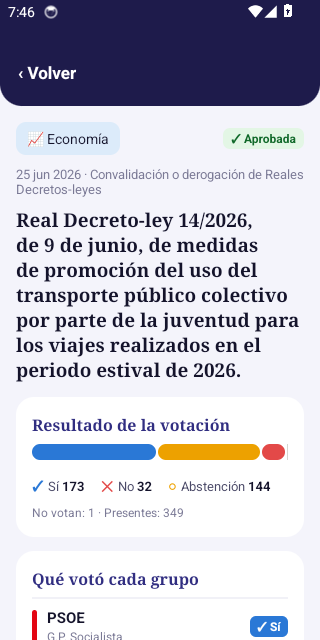 7:46
‹ Volver
📈 Economía
✓ Aprobada
25 jun 2026 · Convalidación o derogación de Reales
Decretos-leyes
Real Decreto-ley 14/2026,
de 9 de junio, de medidas
de promoción del uso del
transporte público colectivo
por parte de la juventud para
los viajes realizados en el
periodo estival de 2026.
Resultado de la votación
✓ Sí 173 ✕ No 32 ○ Abstención 144
No votan: 1 · Presentes: 349
Qué votó cada grupo
PSOE
✓ Sí
G.P. Socialista